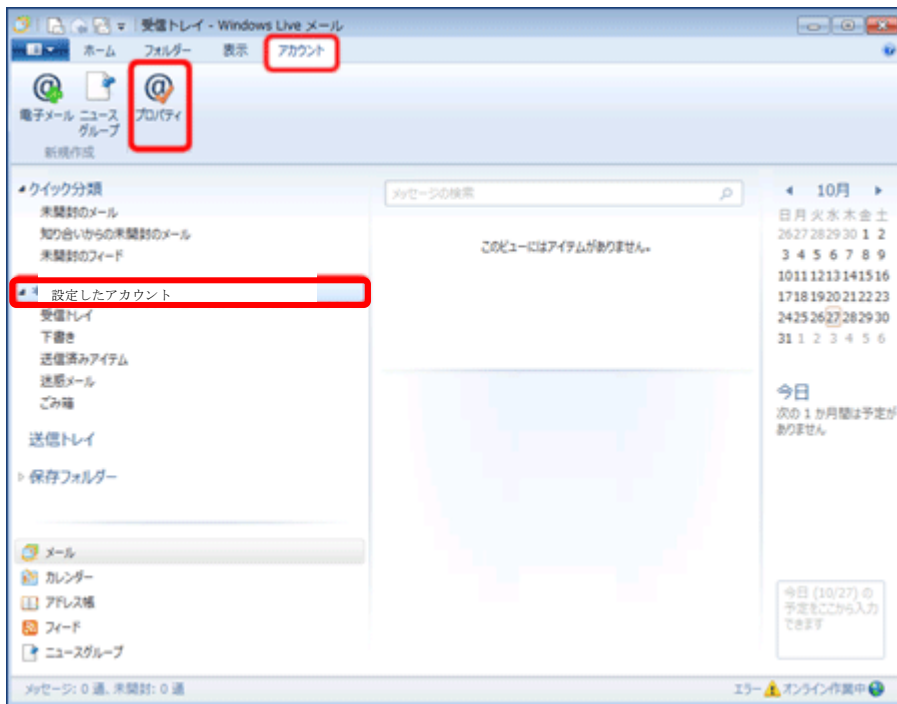 受信トレイ - Windows Live メール
ホーム フォルダー 表示 アカウント
電子メール ニュース グループ プロパティ
新規作成
クイック分類
未開封のメール
知り合いからの未開封のメール
未開封のフィード
設定したアカウント
受信トレイ
下書き
送信済みアイテム
迷惑メール
ごみ箱
送信トレイ
保存フォルダー
メール
カレンダー
アドレス帳
フィード
ニュースグループ
メッセージの検索
このビューにはアイテムがありません。
10月
日 月 火 水 木 金 土
26 27 28 29 30 1 2
3 4 5 6 7 8 9
10 11 12 13 14 15 16
17 18 19 20 21 22 23
24 25 26 27 28 29 30
31 1 2 3 4 5 6
今日
次の 1 か月間は予定が
ありません
今日 (10/27) の
予定をここから入力
できます
メッセージ: 0 通、未開封: 0 通
エラー オンライン作業中